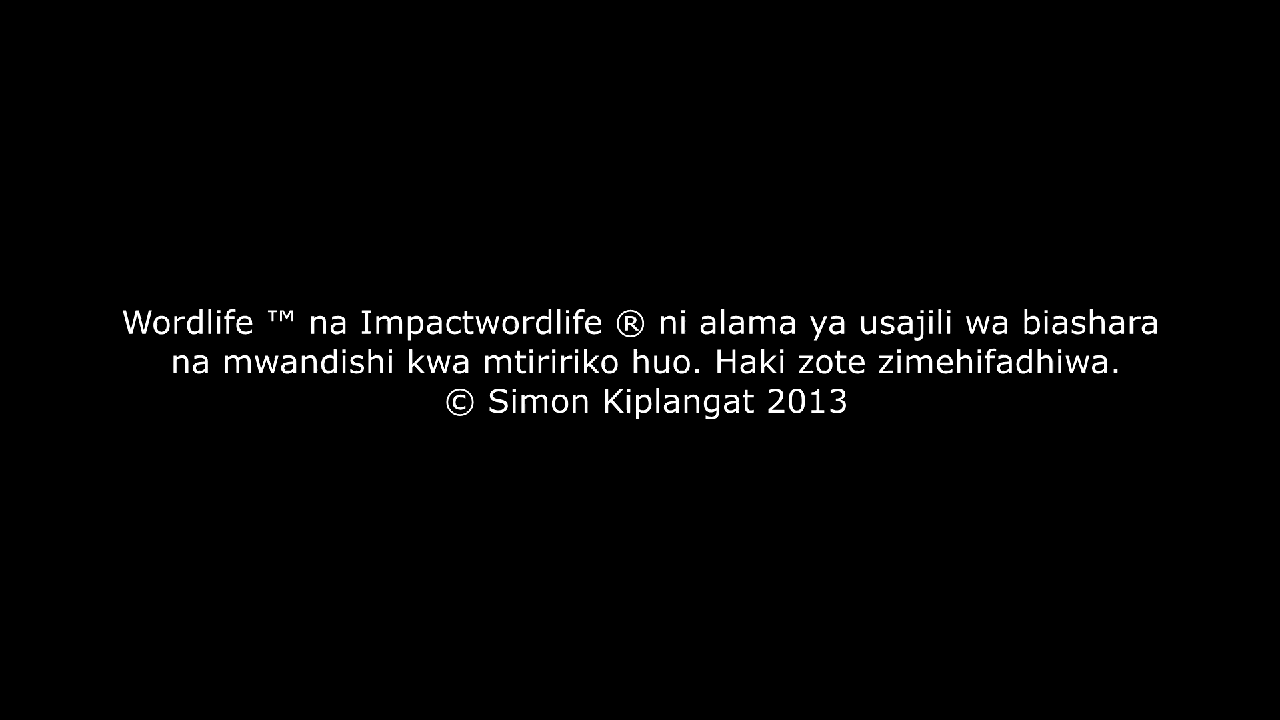 Wordlife ™ na Impactwordlife ® ni alama ya usajili wa biashara
na mwandishi kwa mtiririko huo. Haki zote zimehifadhiwa.
© Simon Kiplangat 2013